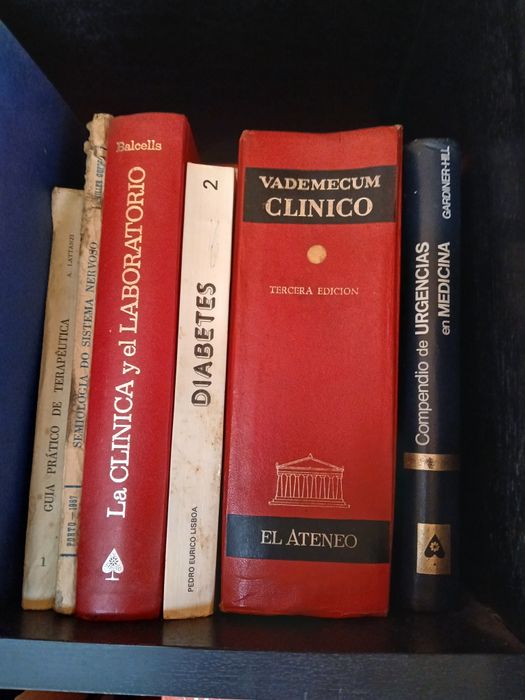 A. LATTANZI
GUIA PRÁTICO DE TERAPÊUTICA
1
SEMIOLOGIA DO SISTEMA NERVOSO
PORTO — 1967
Balcells
La CLINICA y el LABORATORIO
2
DIABETES
PEDRO EURICO LISBOA
VADEMECUM
CLINICO
TERCERA EDICION
EL ATENEO
GARDINER-HILL
Compendio de URGENCIAS
en MEDICINA